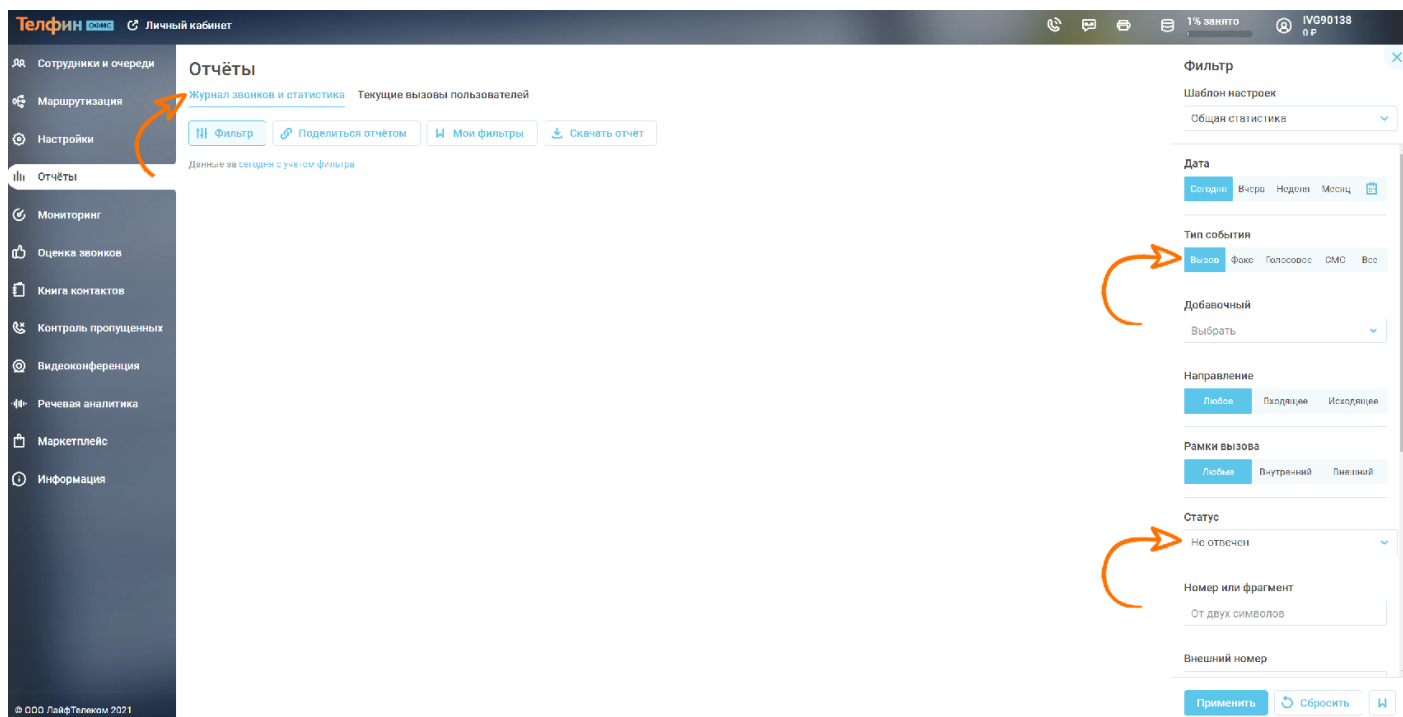 Телфин ОФИС Личный кабинет
1% занято
IVG90138
0 ₽
Сотрудники и очереди
Маршрутизация
Настройки
Отчёты
Мониторинг
Оценка звонков
Книга контактов
Контроль пропущенных
Видеоконференция
Речевая аналитика
Маркетплейс
Информация
© ООО ЛайфТелеком 2021
Отчёты
Журнал звонков и статистика Текущие вызовы пользователей
Фильтр Поделиться отчётом Мои фильтры Скачать отчёт
Данные за сегодня с учетом фильтра
Фильтр
Шаблон настроек
Общая статистика
Дата
Сегодня Вчера Неделя Месяц
Тип события
Вызов Факс Голосовое СМС Все
Добавочный
Выбрать
Направление
Любое Входящее Исходящее
Рамки вызова
Любые Внутренний Внешний
Статус
Не отвечен
Номер или фрагмент
От двух символов
Внешний номер
Применить Сбросить